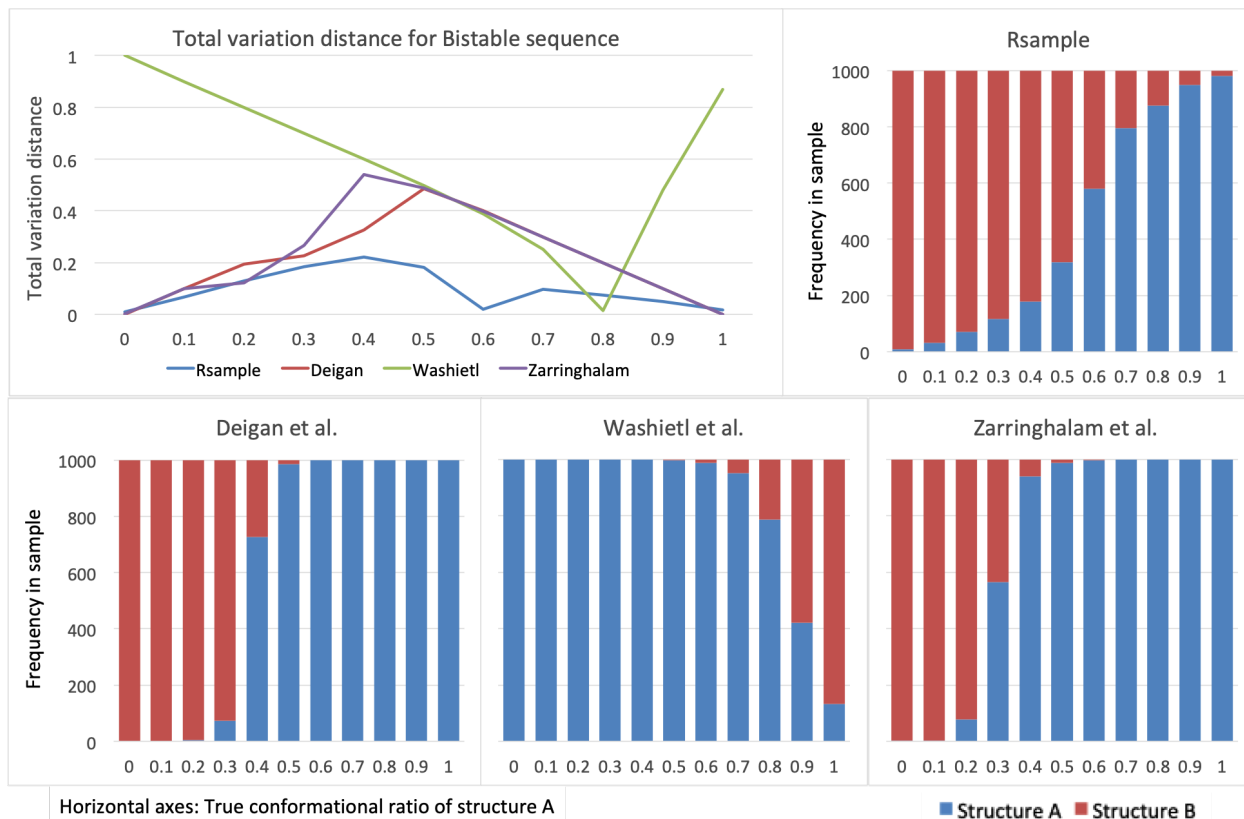 Total variation distance for Bistable sequence
Total variation distance
1
0.8
0.6
0.4
0.2
0
0 0.1 0.2 0.3 0.4 0.5 0.6 0.7 0.8 0.9 1
Rsample Deigan Washietl Zarringhalam
Rsample
Frequency in sample
1000
800
600
400
200
0
0 0.1 0.2 0.3 0.4 0.5 0.6 0.7 0.8 0.9 1
Deigan et al.
Frequency in sample
1000
800
600
400
200
0
0 0.1 0.2 0.3 0.4 0.5 0.6 0.7 0.8 0.9 1
Washietl et al.
0 0.1 0.2 0.3 0.4 0.5 0.6 0.7 0.8 0.9 1
Zarringhalam et al.
0 0.1 0.2 0.3 0.4 0.5 0.6 0.7 0.8 0.9 1
Horizontal axes: True conformational ratio of structure A
Structure A Structure B